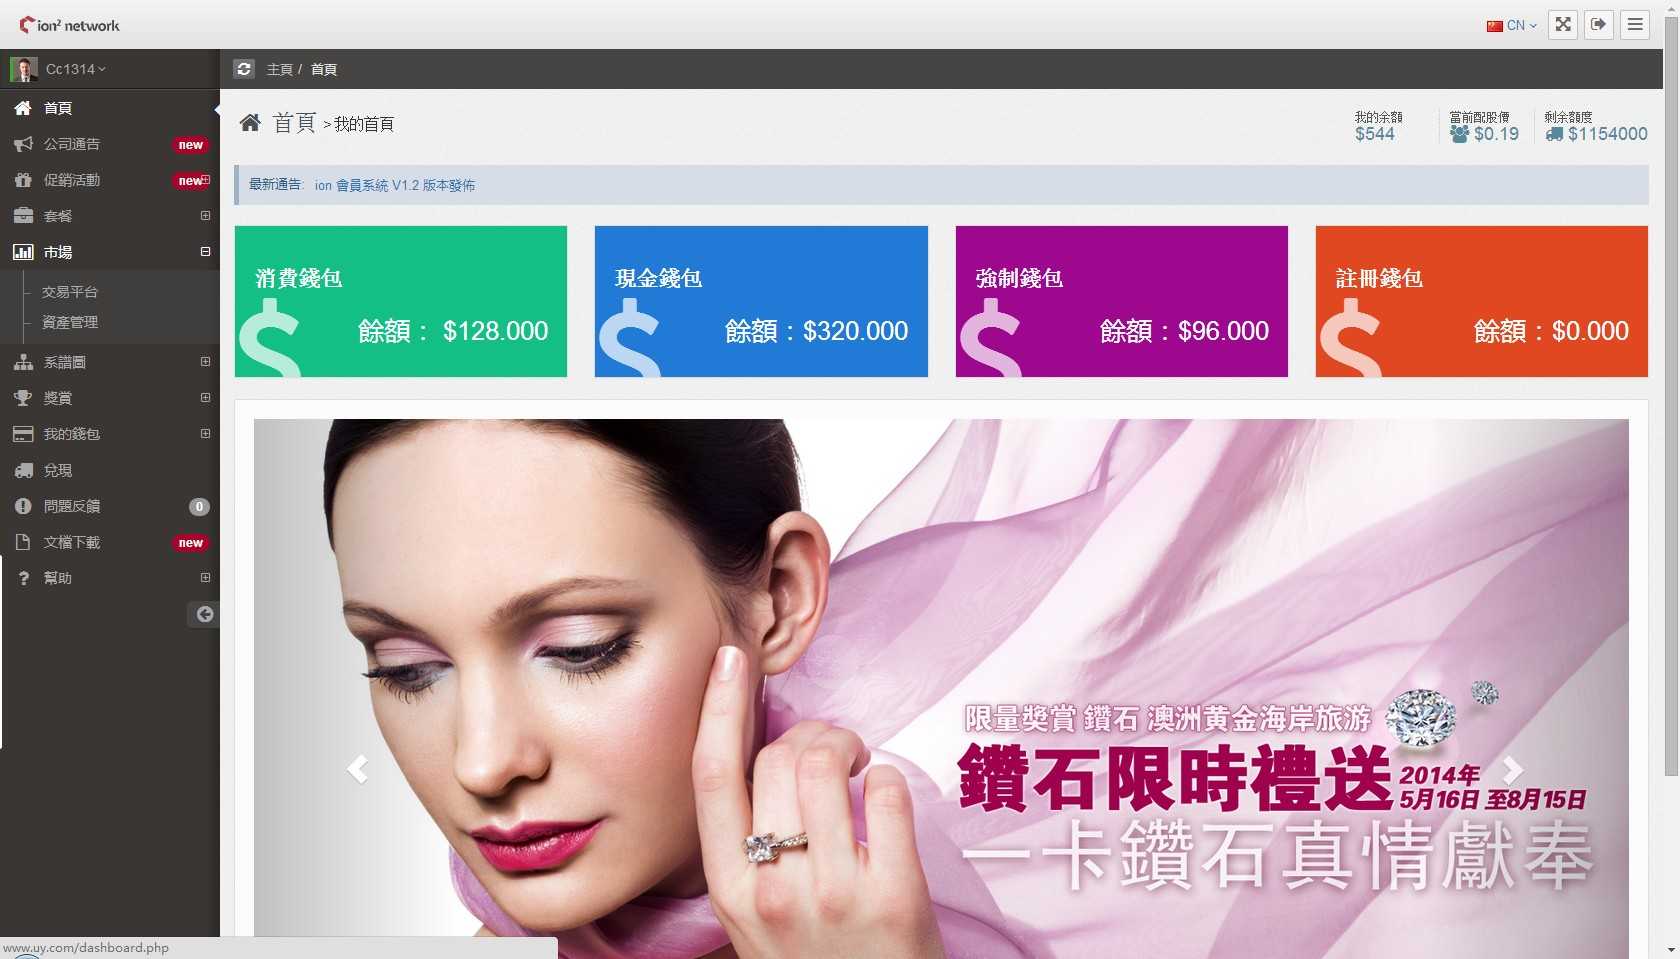 ion² network
CN
Cc1314
主頁 / 首頁
首頁
公司通告 new
促銷活動 new
套餐
市場
交易平台
資產管理
系譜圖
獎賞
我的錢包
兌現
問題反饋 0
文檔下載 new
幫助
首頁 >我的首頁
我的余額
$544
當前配股價
$0.19
剩余額度
$1154000
最新通告: ion 會員系統 V1.2 版本發佈
消費錢包
餘額： $128.000
現金錢包
餘額：$320.000
強制錢包
餘額：$96.000
註冊錢包
餘額：$0.000
限量獎賞 鑽石 澳洲黄金海岸旅游
鑽石限時禮送 2014年
5月16日 至8月15日
一卡鑽石真情獻奉
www.uy.com/dashboard.php